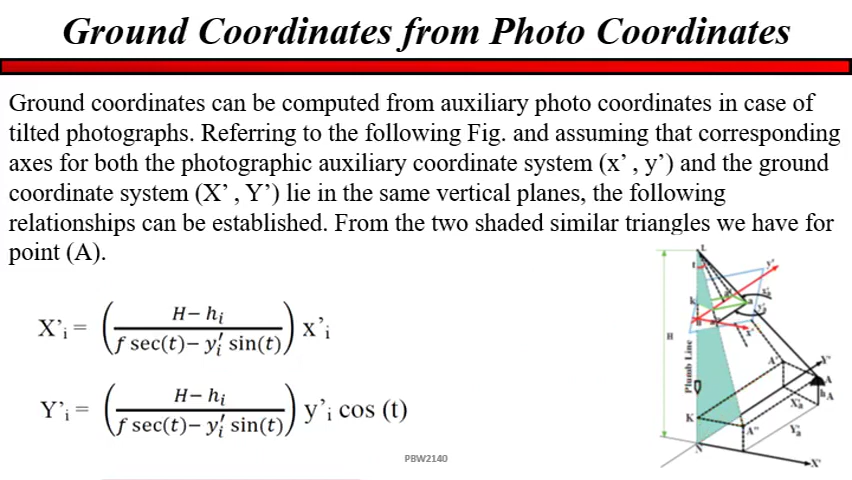 Ground Coordinates from Photo Coordinates
Ground coordinates can be computed from auxiliary photo coordinates in case of
tilted photographs. Referring to the following Fig. and assuming that corresponding
axes for both the photographic auxiliary coordinate system (x’ , y’) and the ground
coordinate system (X’ , Y’) lie in the same vertical planes, the following
relationships can be established. From the two shaded similar triangles we have for
point (A).
X’i = ( H− hi / f sec(t)− y′i sin(t) ) x’i
Y’i = ( H− hi / f sec(t)− y′i sin(t) ) y’i cos (t)
L
t
y'
k
a
H
Plumb Line
A'
Y'
A
hA
X'a
K
A''
Y'a
N
X'
PBW2140